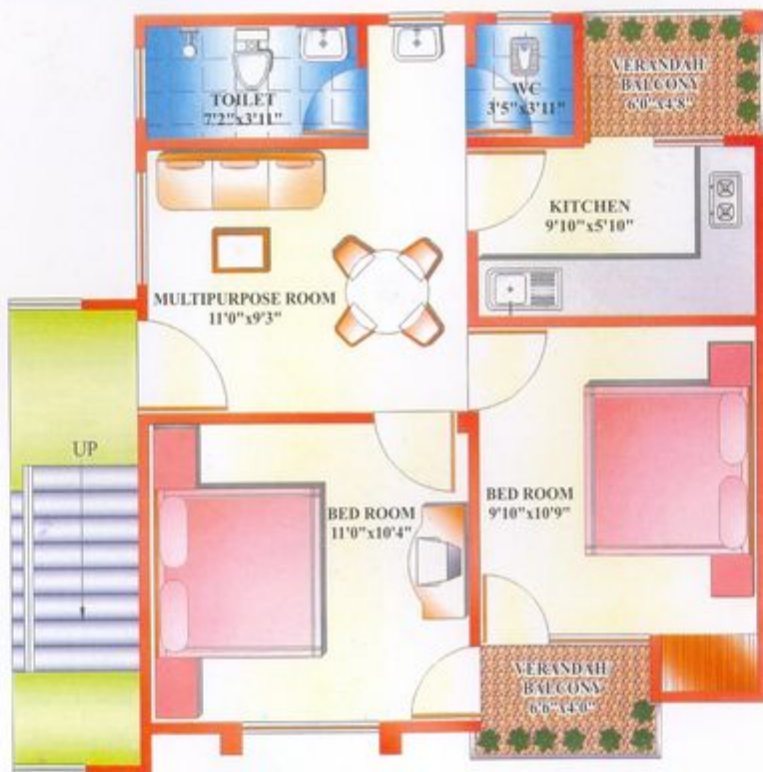 TOILET
7'2"x3'11"
WC
3'5"x3'11"
VERANDAH
BALCONY
6'0"x4'8"
KITCHEN
9'10"x5'10"
MULTIPURPOSE ROOM
11'0"x9'3"
UP
BED ROOM
11'0"x10'4"
BED ROOM
9'10"x10'9"
VERANDAH
BALCONY
6'6"x4'0"